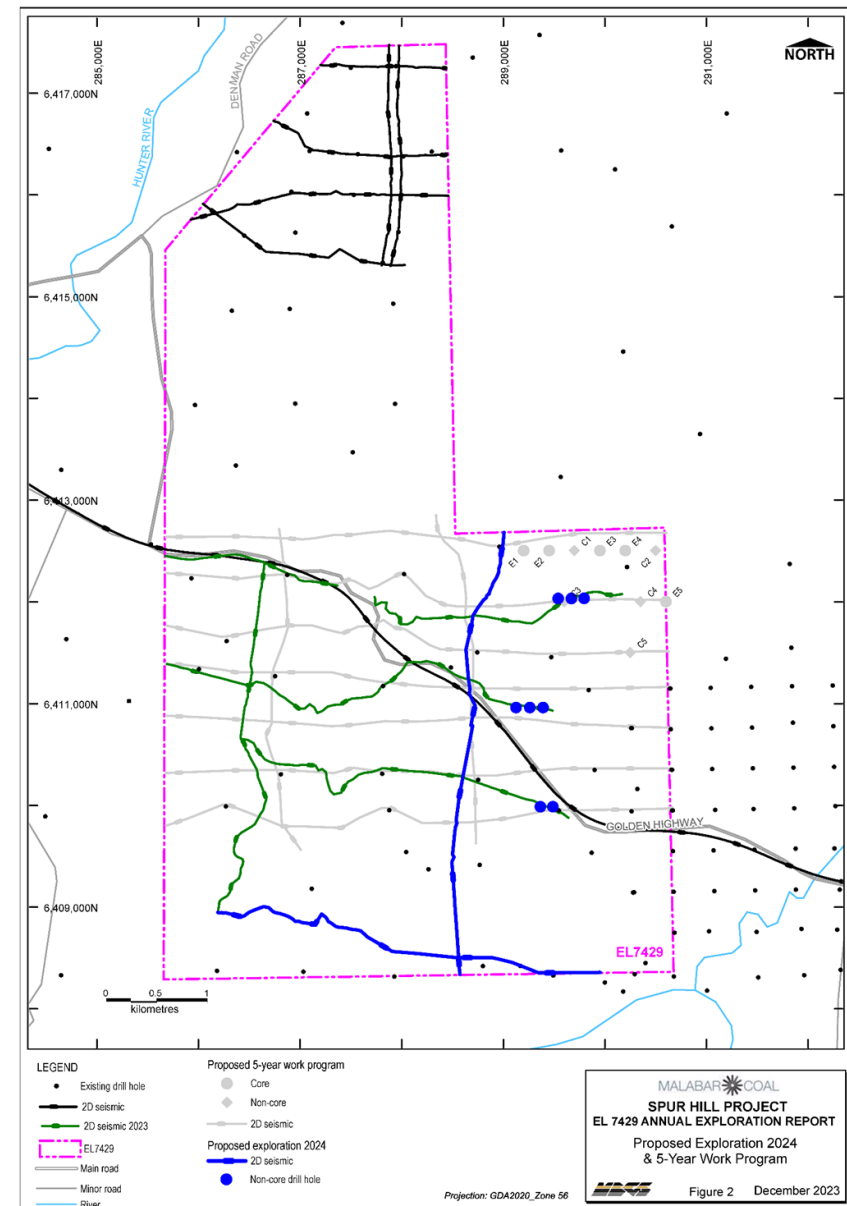 285,000E
287,000E
289,000E
291,000E
NORTH
6,417,000N
DENMAN ROAD
HUNTER RIVER
6,415,000N
6,413,000N
E1
E2
C1
E3
E4
C2
C3
C4
E5
C5
6,411,000N
GOLDEN HIGHWAY
6,409,000N
EL7429
0 0.5 1
kilometres
LEGEND
Existing drill hole
2D seismic
2D seismic 2023
EL7429
Main road
Minor road
River
Proposed 5-year work program
Core
Non-core
2D seismic
Proposed exploration 2024
2D seismic
Non-core drill hole
Projection: GDA2020_Zone 56
MALABAR COAL
SPUR HILL PROJECT
EL 7429 ANNUAL EXPLORATION REPORT
Proposed Exploration 2024
& 5-Year Work Program
Figure 2 December 2023